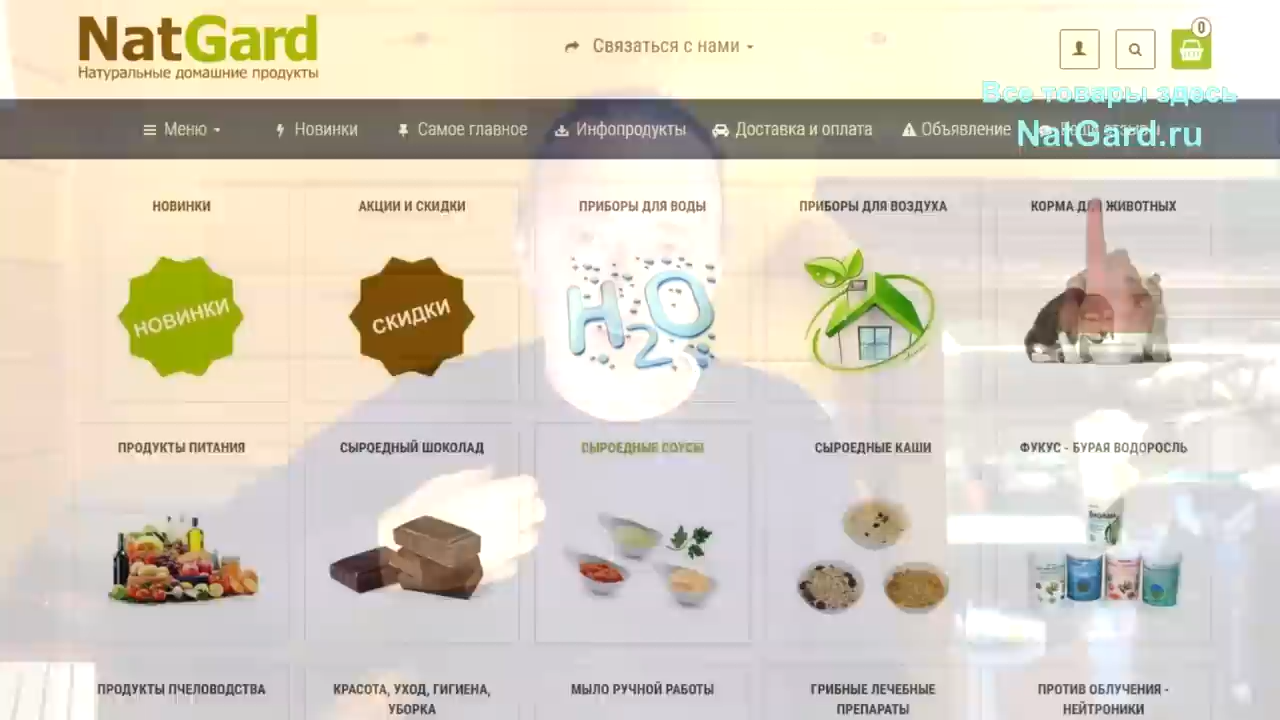 NatGard
Натуральные домашние продукты
Связаться с нами
0
Все товары здесь
NatGard.ru
Меню
Новинки
Самое главное
Инфопродукты
Доставка и оплата
Объявление
НОВИНКИ
АКЦИИ И СКИДКИ
ПРИБОРЫ ДЛЯ ВОДЫ
ПРИБОРЫ ДЛЯ ВОЗДУХА
КОРМА ДЛЯ ЖИВОТНЫХ
НОВИНКИ
СКИДКИ
H2O
ПРОДУКТЫ ПИТАНИЯ
СЫРОЕДНЫЙ ШОКОЛАД
СЫРОЕДНЫЕ СОУСЫ
СЫРОЕДНЫЕ КАШИ
ФУКУС - БУРАЯ ВОДОРОСЛЬ
ПРОДУКТЫ ПЧЕЛОВОДСТВА
КРАСОТА, УХОД, ГИГИЕНА,
УБОРКА
МЫЛО РУЧНОЙ РАБОТЫ
ГРИБНЫЕ ЛЕЧЕБНЫЕ
ПРЕПАРАТЫ
ПРОТИВ ОБЛУЧЕНИЯ -
НЕЙТРОНИКИ